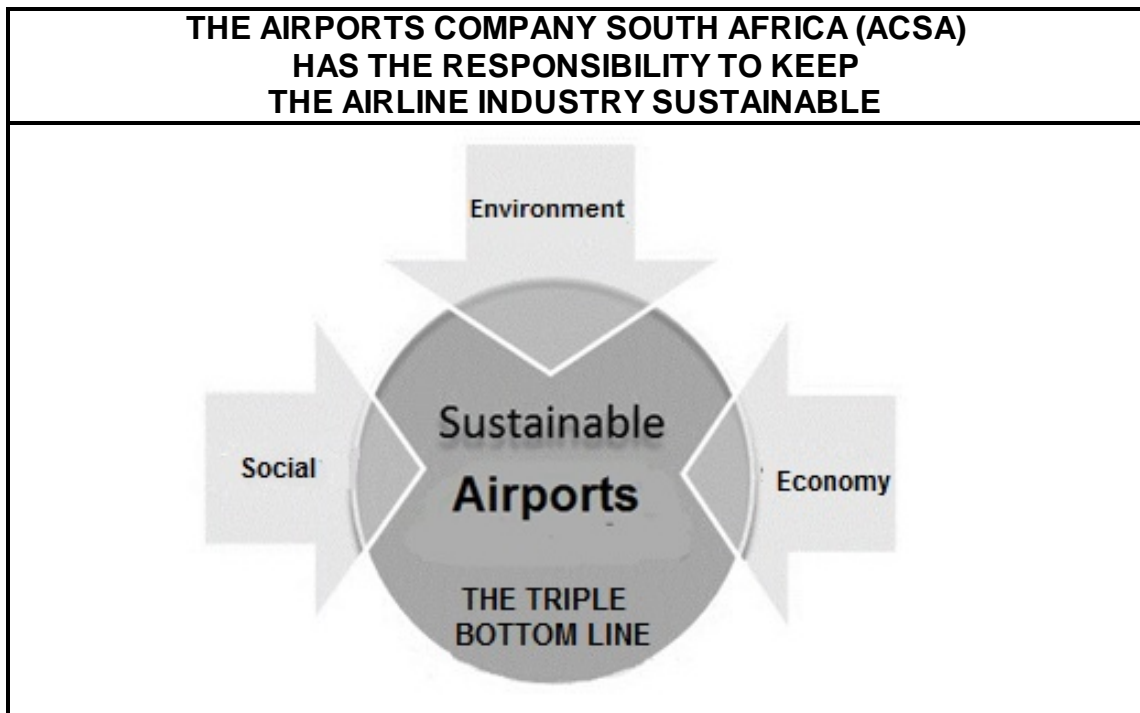 THE AIRPORTS COMPANY SOUTH AFRICA (ACSA)
HAS THE RESPONSIBILITY TO KEEP
THE AIRLINE INDUSTRY SUSTAINABLE
Environment
Social
Sustainable
Airports
Economy
THE TRIPLE
BOTTOM LINE